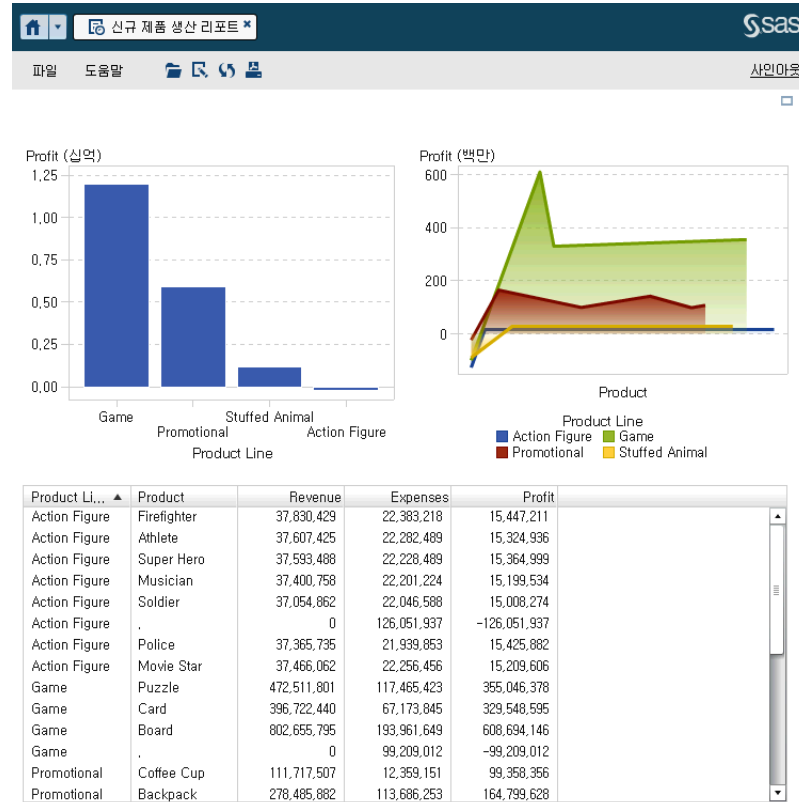 신규 제품 생산 리포트 ×
sas
파일 도움말
사인아웃
Profit (십억)
1,25
1,00
0,75
0,50
0,25
0,00
Game
Stuffed Animal
Promotional
Action Figure
Product Line
Profit (백만)
600
400
200
0
Product
Product Line
Action Figure Game
Promotional Stuffed Animal
Product Li... ▲ Product Revenue Expenses Profit
Action Figure Firefighter 37,830,429 22,383,218 15,447,211
Action Figure Athlete 37,607,425 22,282,489 15,324,936
Action Figure Super Hero 37,593,488 22,228,489 15,364,999
Action Figure Musician 37,400,758 22,201,224 15,199,534
Action Figure Soldier 37,054,862 22,046,588 15,008,274
Action Figure . 0 126,051,937 -126,051,937
Action Figure Police 37,365,735 21,939,853 15,425,882
Action Figure Movie Star 37,466,062 22,256,456 15,209,606
Game Puzzle 472,511,801 117,465,423 355,046,378
Game Card 396,722,440 67,173,845 329,548,595
Game Board 802,655,795 193,961,649 608,694,146
Game . 0 99,209,012 -99,209,012
Promotional Coffee Cup 111,717,507 12,359,151 99,358,356
Promotional Backpack 278,485,882 113,686,253 164,799,628